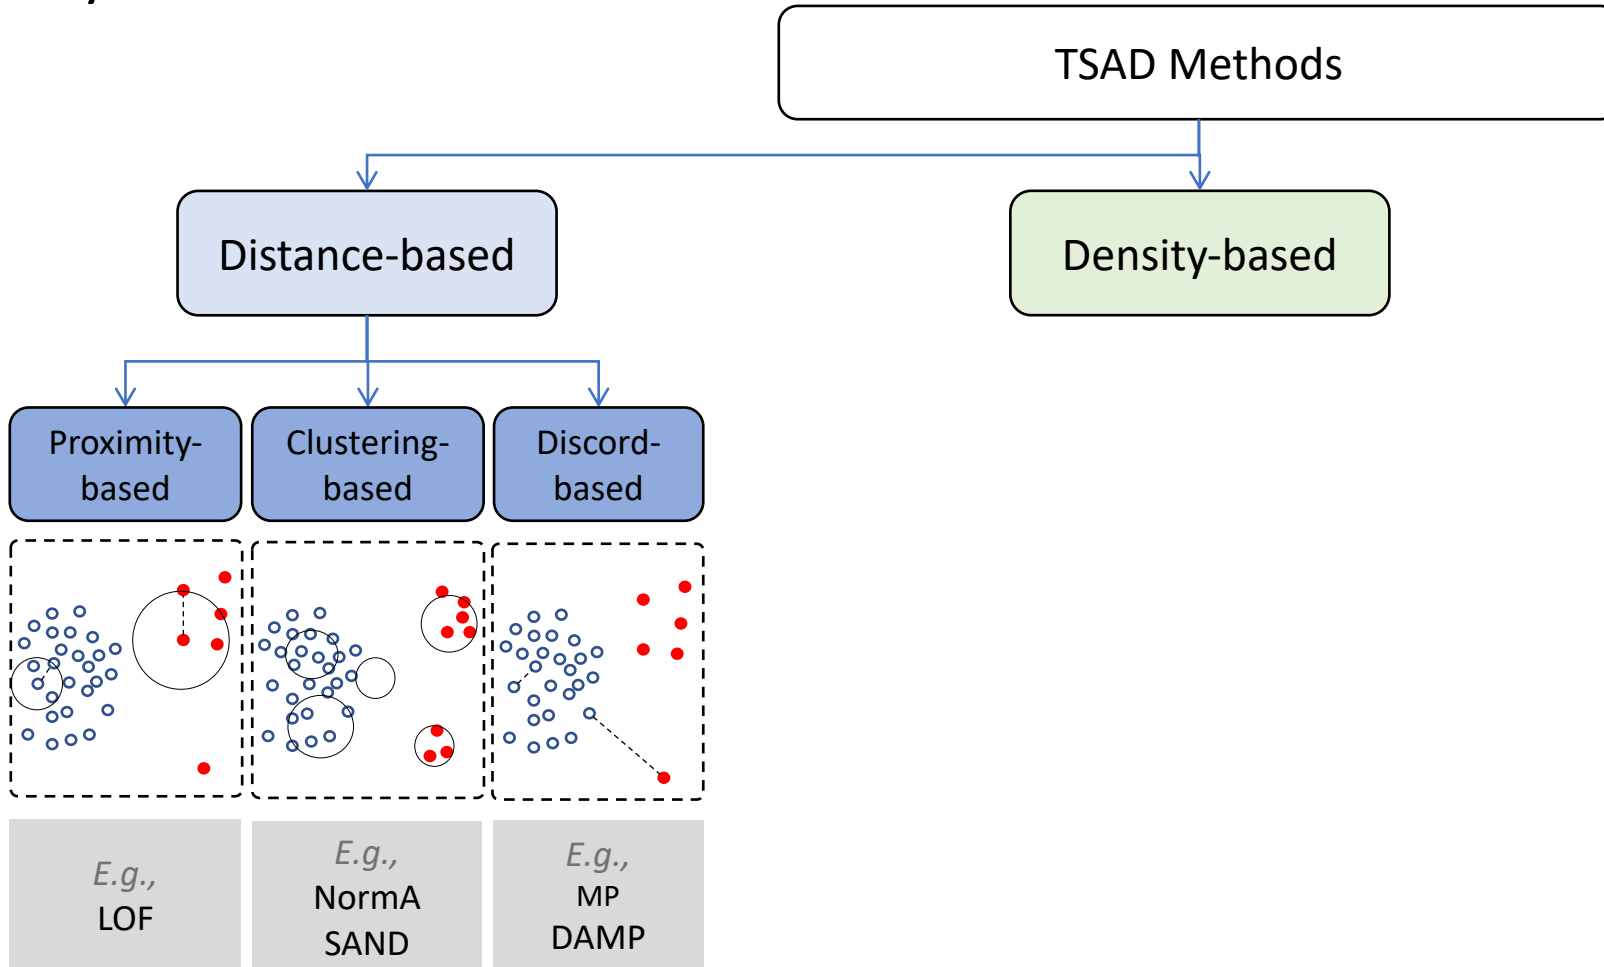 TSAD Methods
Distance-based
Density-based
Proximity-
based
Clustering-
based
Discord-
based
E.g.,
LOF
E.g.,
NormA
SAND
E.g.,
MP
DAMP